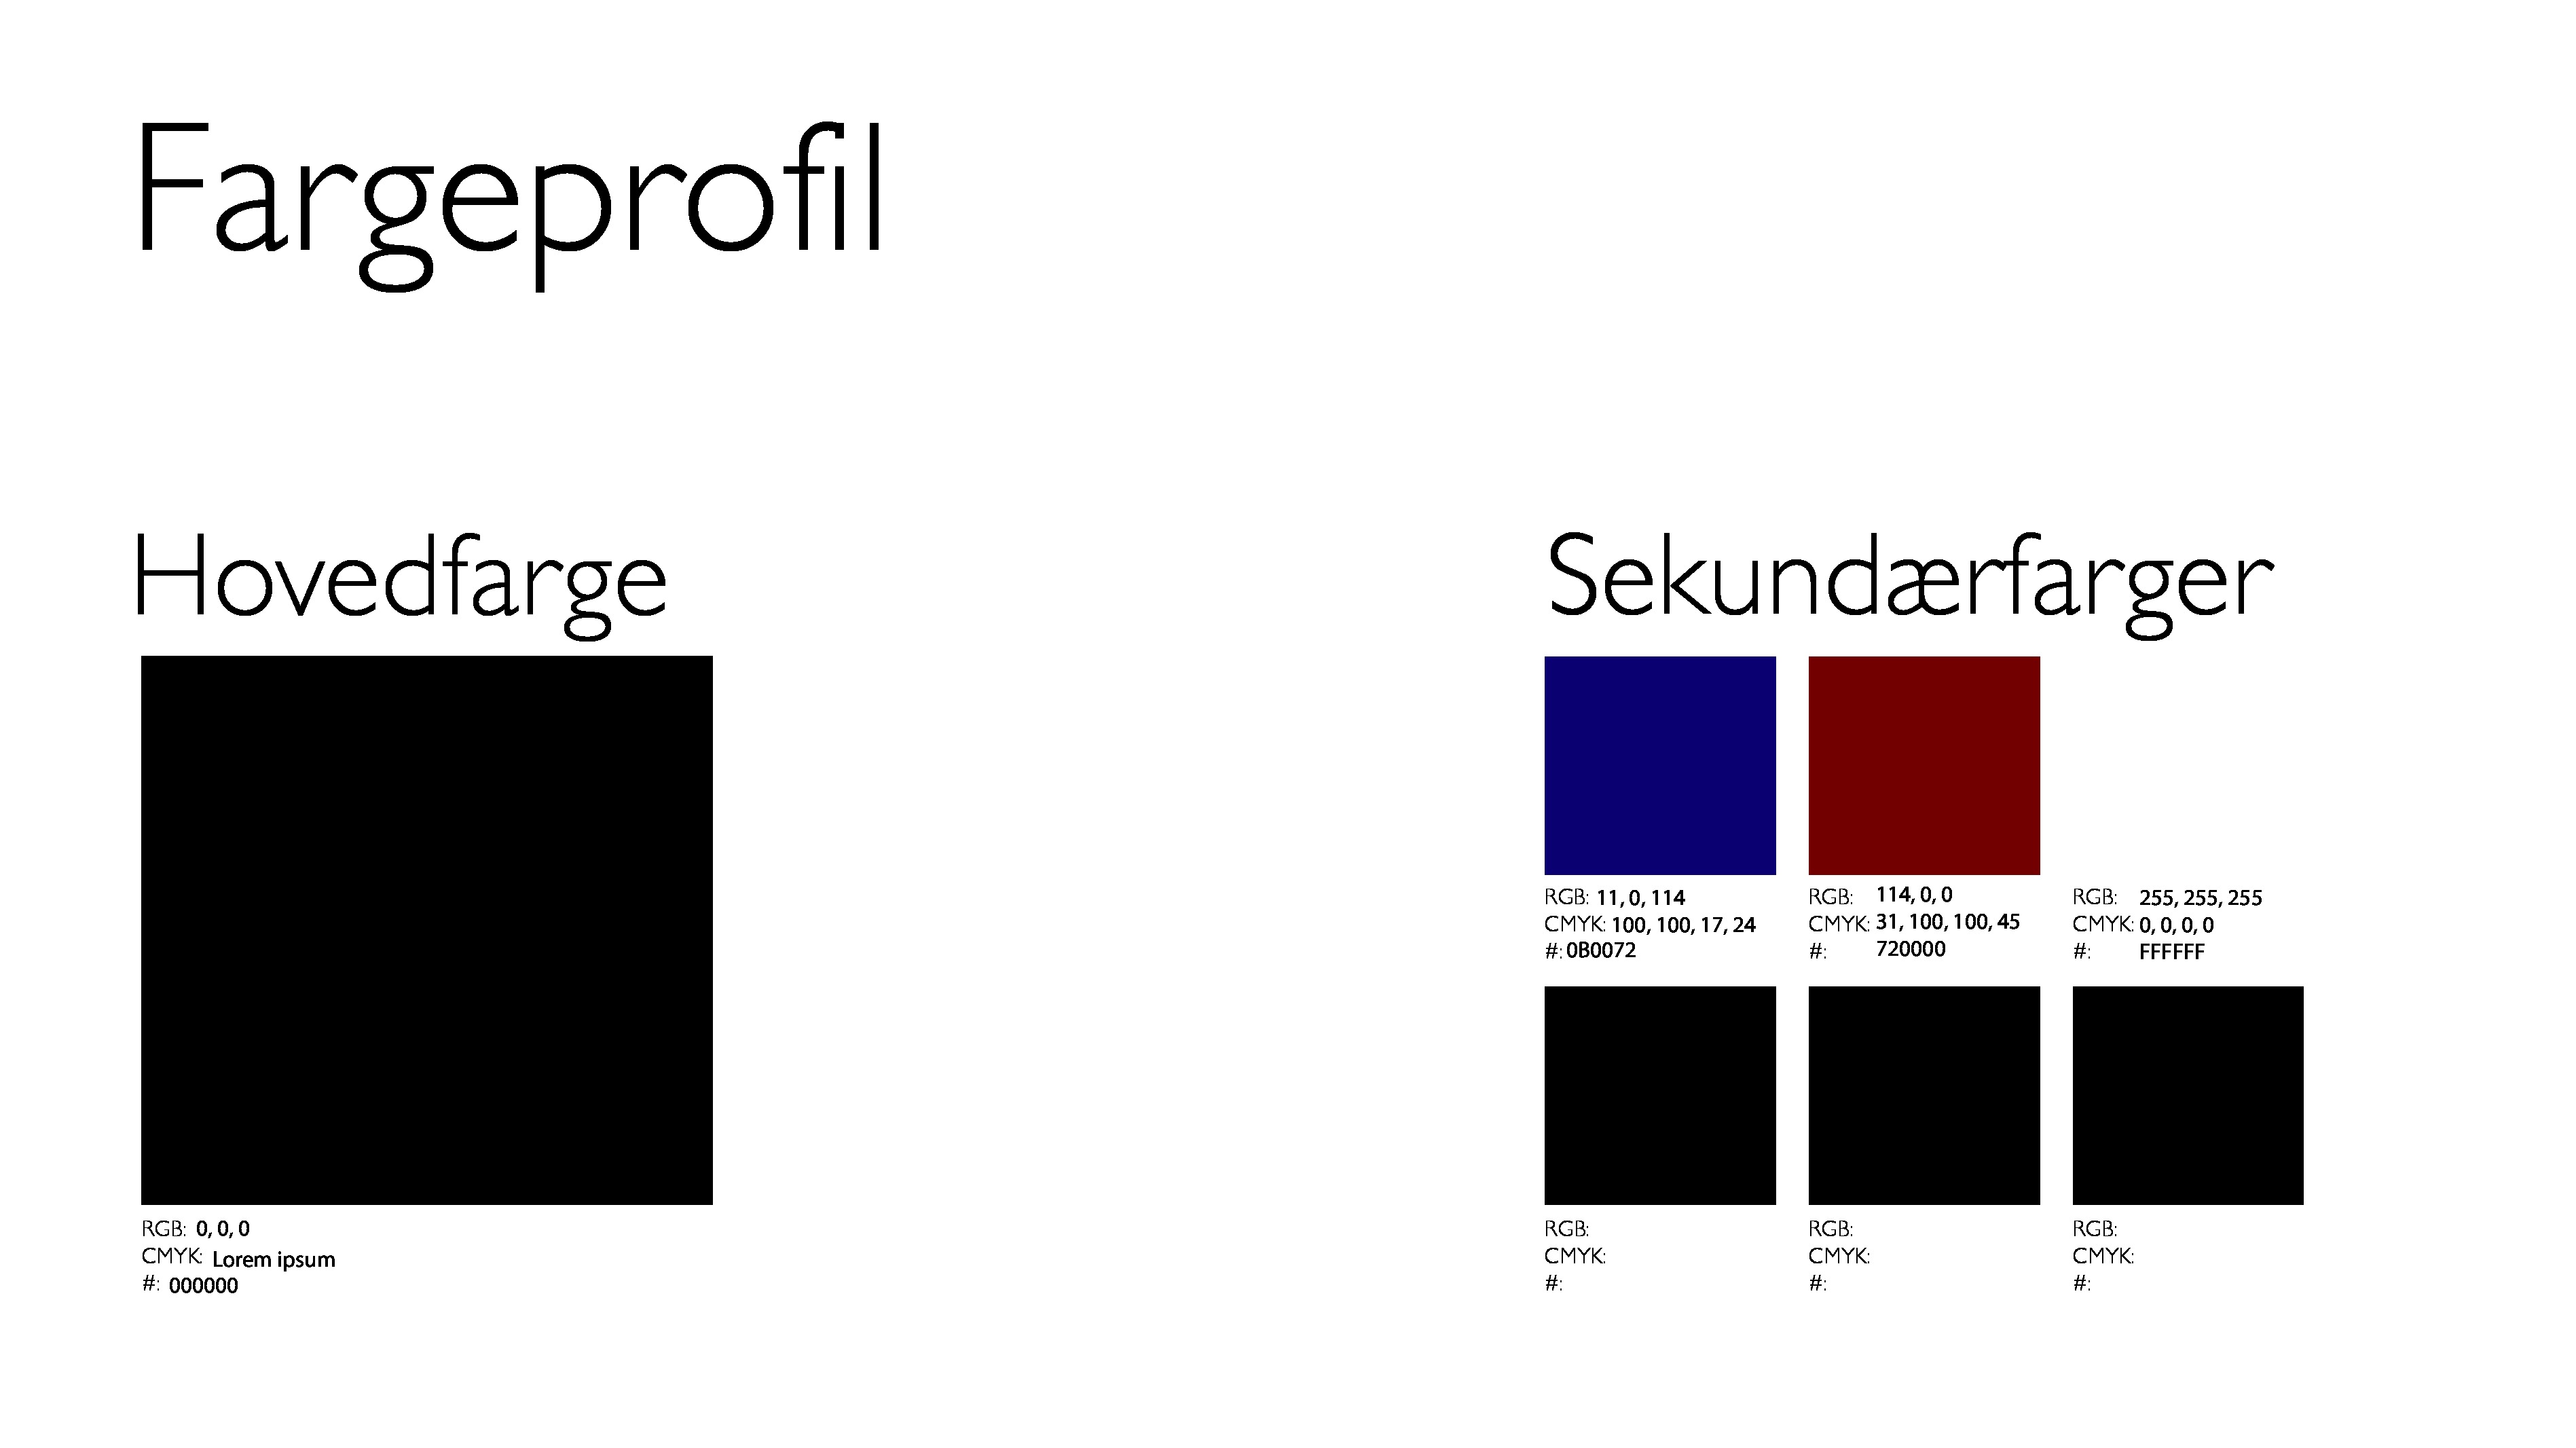 Fargeprofil
Hovedfarge
RGB: 0, 0, 0
CMYK: Lorem ipsum
#: 000000
Sekundærfarger
RGB: 11, 0, 114
CMYK: 100, 100, 17, 24
#: 0B0072
RGB: 114, 0, 0
CMYK: 31, 100, 100, 45
#: 720000
RGB: 255, 255, 255
CMYK: 0, 0, 0, 0
#: FFFFFF
RGB:
CMYK:
#:
RGB:
CMYK:
#:
RGB:
CMYK:
#: